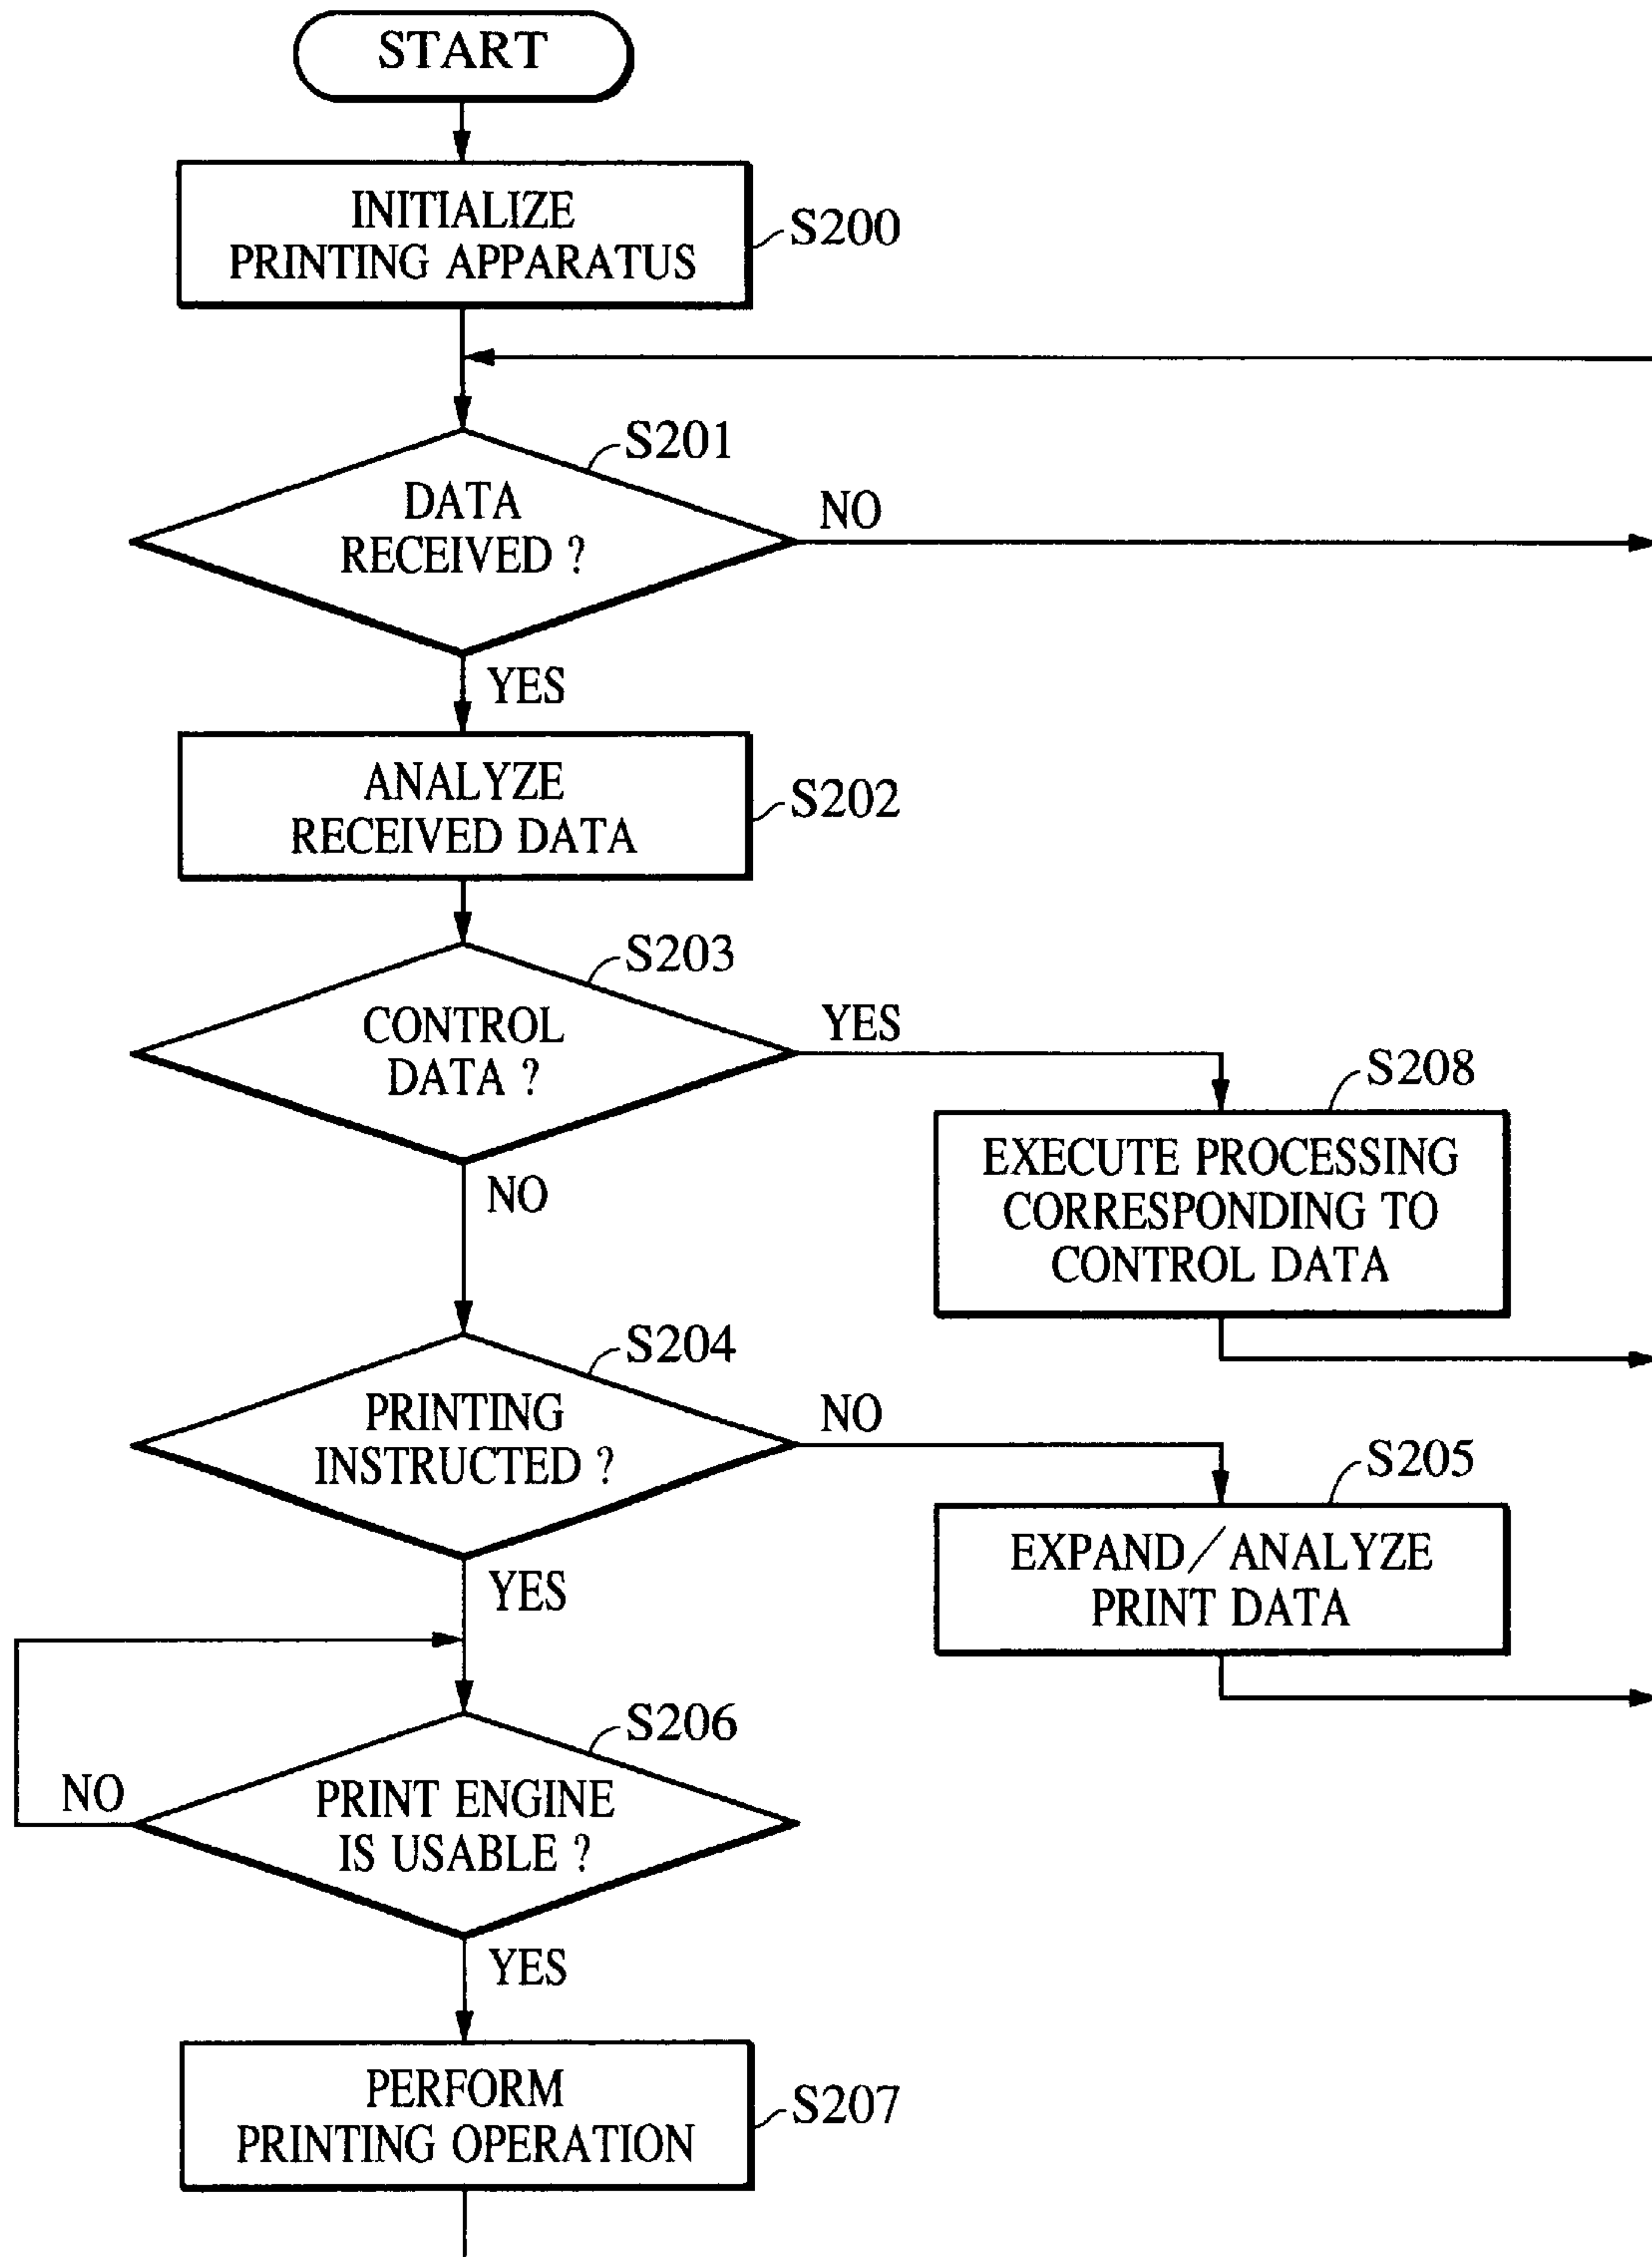 START
INITIALIZE
PRINTING APPARATUS
S200
S201
DATA
RECEIVED ?
NO
YES
ANALYZE
RECEIVED DATA
S202
S203
CONTROL
DATA ?
YES
NO
S208
EXECUTE PROCESSING
CORRESPONDING TO
CONTROL DATA
S204
PRINTING
INSTRUCTED ?
NO
YES
S205
EXPAND/ANALYZE
PRINT DATA
S206
PRINT ENGINE
IS USABLE ?
NO
YES
PERFORM
PRINTING OPERATION
S207